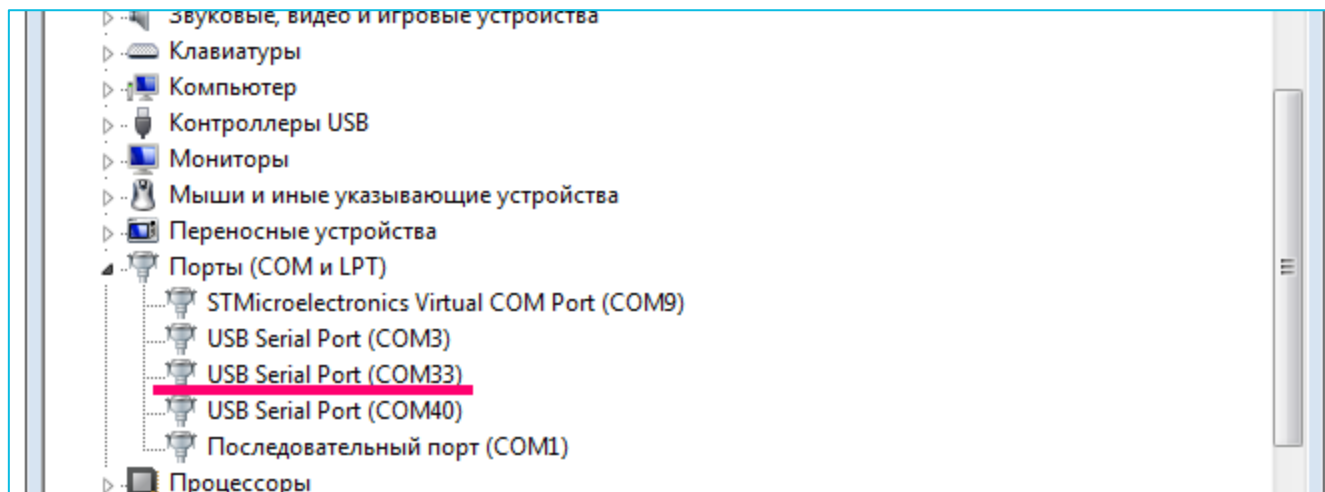 Звуковые, видео и игровые устройства
Клавиатуры
Компьютер
Контроллеры USB
Мониторы
Мыши и иные указывающие устройства
Переносные устройства
Порты (COM и LPT)
STMicroelectronics Virtual COM Port (COM9)
USB Serial Port (COM3)
USB Serial Port (COM33)
USB Serial Port (COM40)
Последовательный порт (COM1)
Процессоры